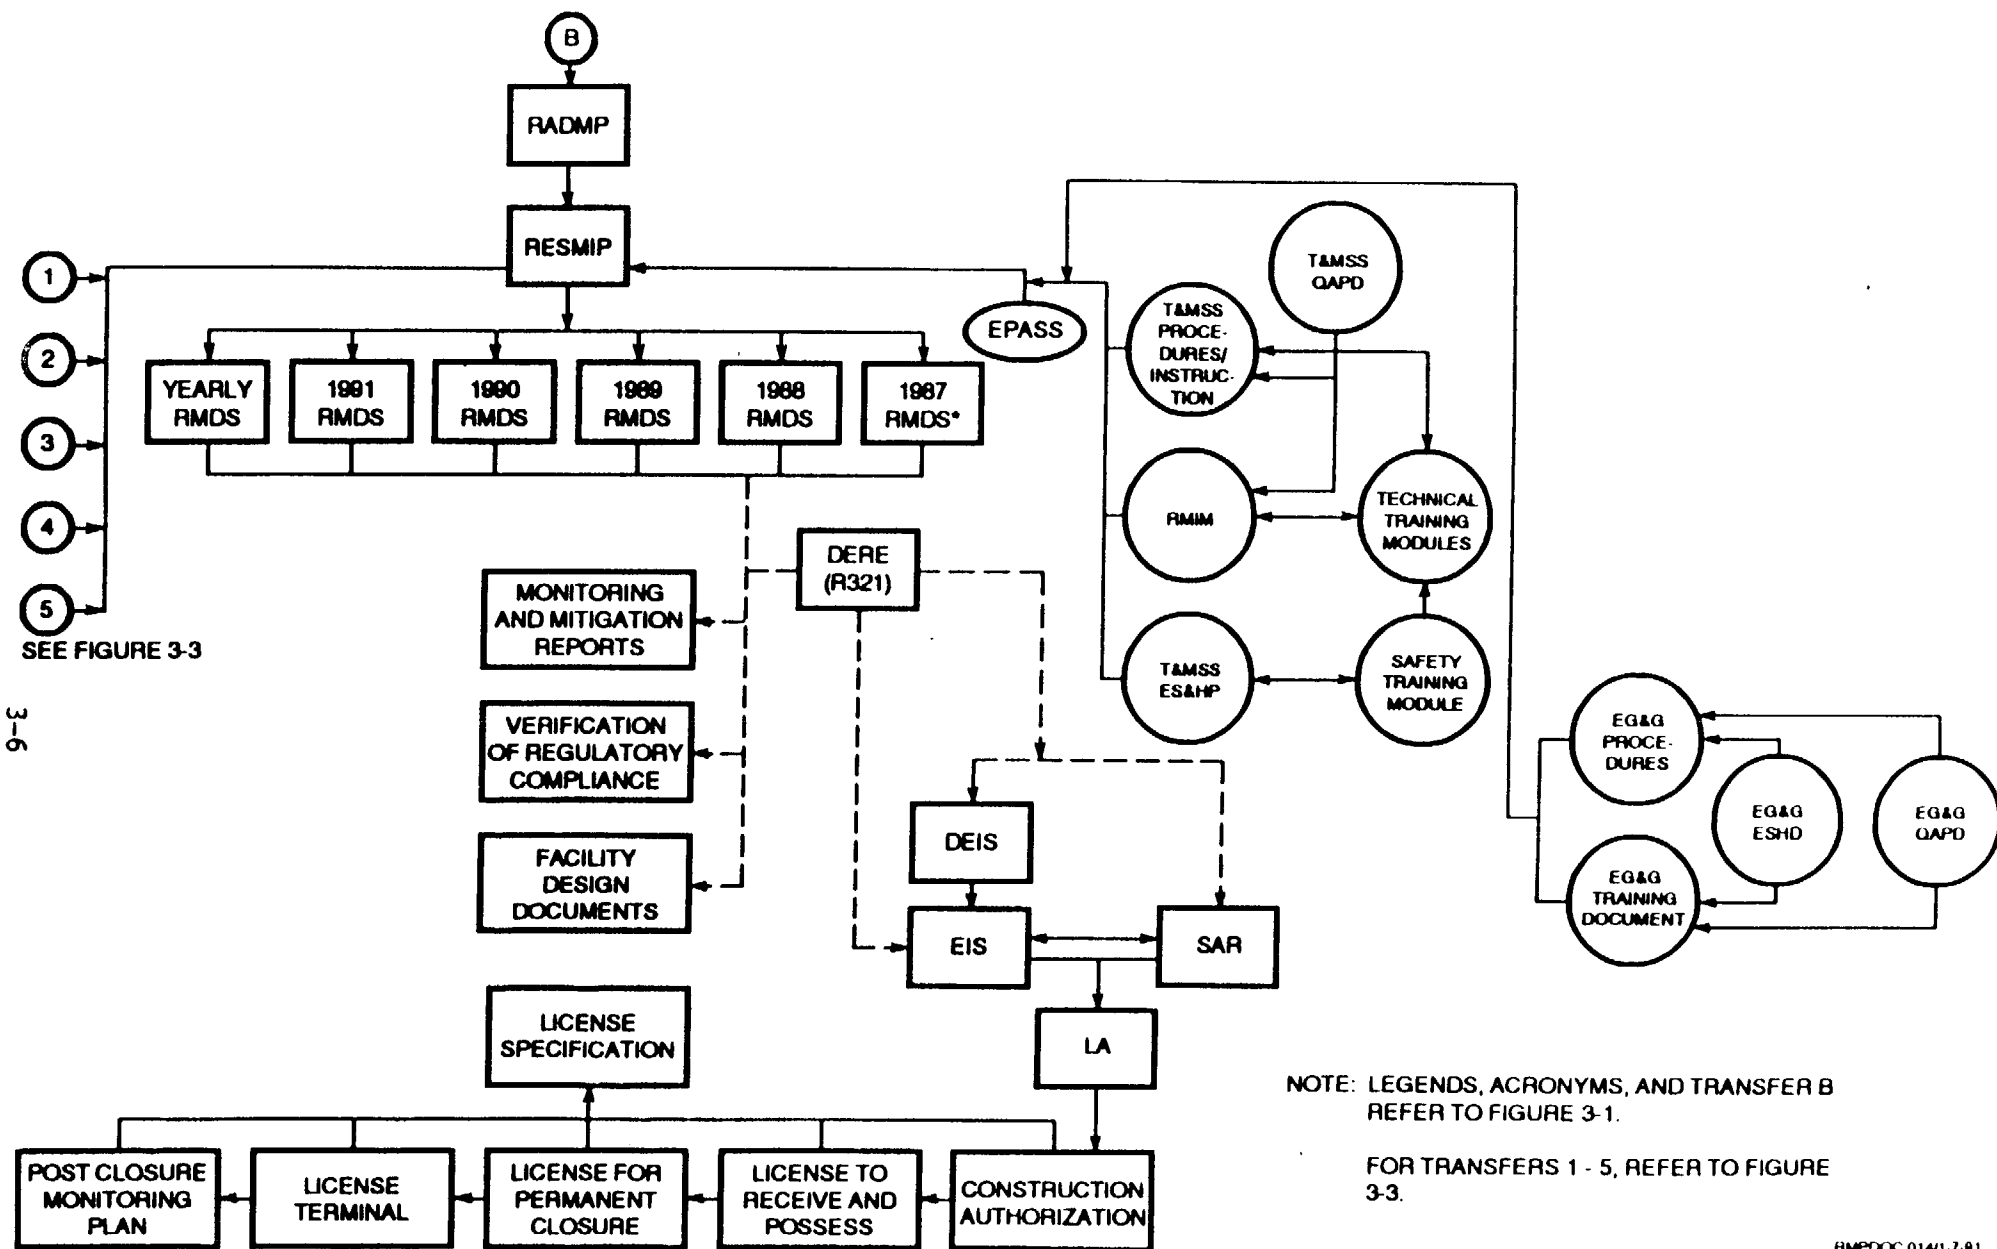 B
RADMP
RESMIP
1
2
3
4
5
SEE FIGURE 3-3
3-6
YEARLY
RMDS
1991
RMDS
1990
RMDS
1989
RMDS
1988
RMDS
1987
RMDS*
EPASS
T&MSS
QAPD
T&MSS
PROCE-
DURES/
INSTRUC-
TION
RMIM
TECHNICAL
TRAINING
MODULES
T&MSS
ES&HP
SAFETY
TRAINING
MODULE
EG&G
PROCE-
DURES
EG&G
ESHD
EG&G
QAPD
EG&G
TRAINING
DOCUMENT
DERE
(R321)
MONITORING
AND MITIGATION
REPORTS
VERIFICATION
OF REGULATORY
COMPLIANCE
FACILITY
DESIGN
DOCUMENTS
DEIS
EIS
SAR
LA
LICENSE
SPECIFICATION
POST CLOSURE
MONITORING
PLAN
LICENSE
TERMINAL
LICENSE FOR
PERMANENT
CLOSURE
LICENSE TO
RECEIVE AND
POSSESS
CONSTRUCTION
AUTHORIZATION
NOTE: LEGENDS, ACRONYMS, AND TRANSFER B
REFER TO FIGURE 3-1.
FOR TRANSFERS 1 - 5, REFER TO FIGURE
3-3.
RMPDOC.014/1-7-91